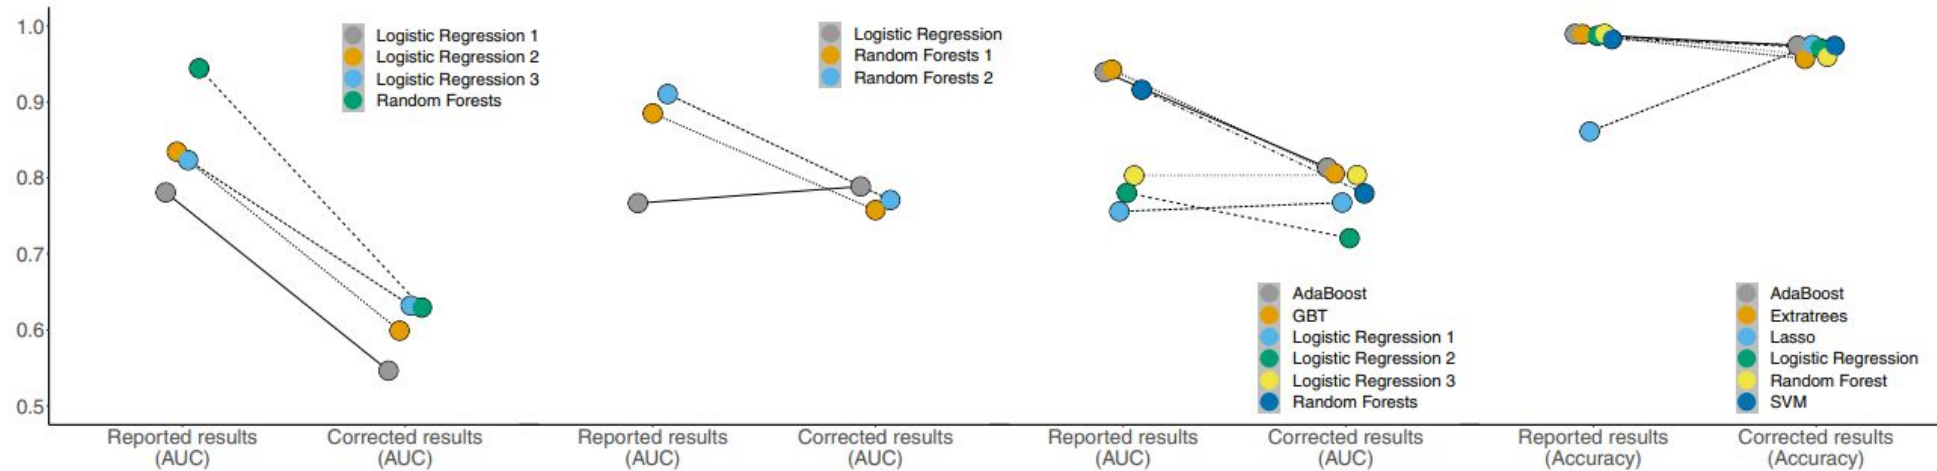 1.0
0.9
0.8
0.7
0.6
0.5
Logistic Regression 1
Logistic Regression 2
Logistic Regression 3
Random Forests
Reported results
(AUC)
Corrected results
(AUC)
Logistic Regression
Random Forests 1
Random Forests 2
Reported results
(AUC)
Corrected results
(AUC)
AdaBoost
GBT
Logistic Regression 1
Logistic Regression 2
Logistic Regression 3
Random Forests
Reported results
(AUC)
Corrected results
(AUC)
AdaBoost
Extratrees
Lasso
Logistic Regression
Random Forest
SVM
Reported results
(Accuracy)
Corrected results
(Accuracy)